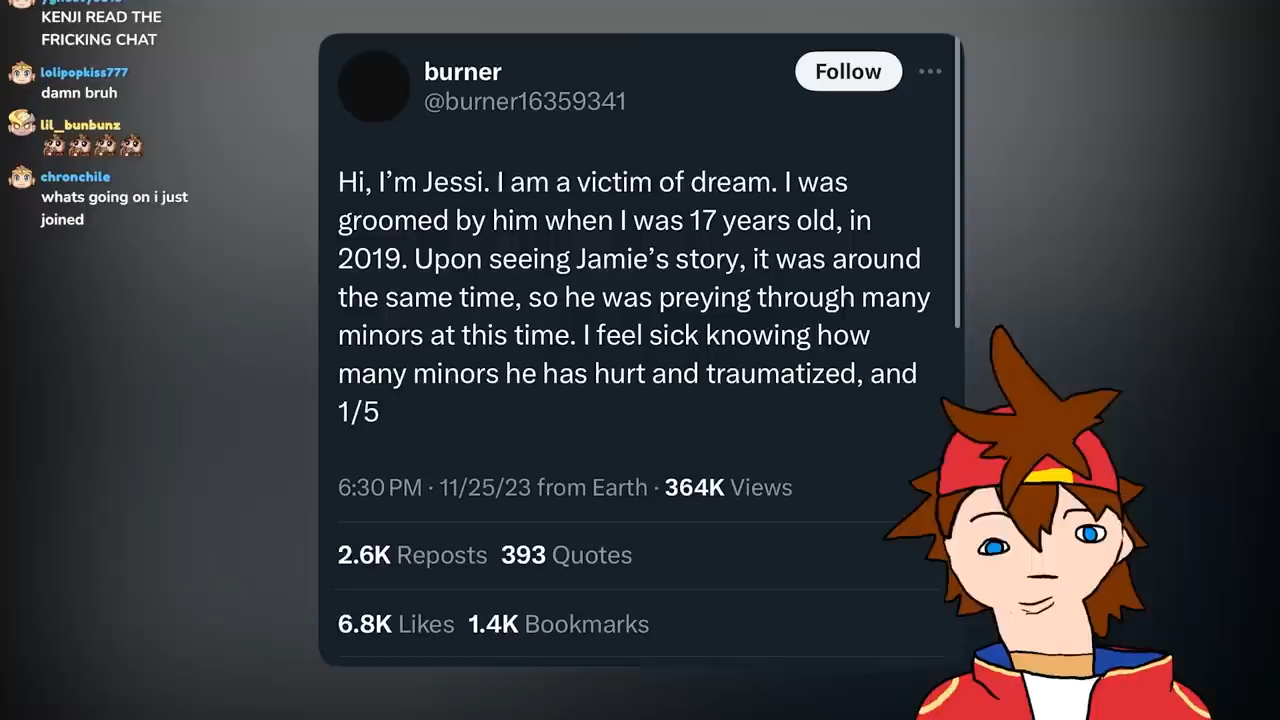 KENJI READ THE
FRICKING CHAT
lolipopkiss777
damn bruh
lil_bunbunz
chronchile
whats going on i just
joined
burner
@burner16359341
Follow
Hi, I’m Jessi. I am a victim of dream. I was
groomed by him when I was 17 years old, in
2019. Upon seeing Jamie’s story, it was around
the same time, so he was preying through many
minors at this time. I feel sick knowing how
many minors he has hurt and traumatized, and
1/5
6:30 PM · 11/25/23 from Earth · 364K Views
2.6K Reposts 393 Quotes
6.8K Likes 1.4K Bookmarks